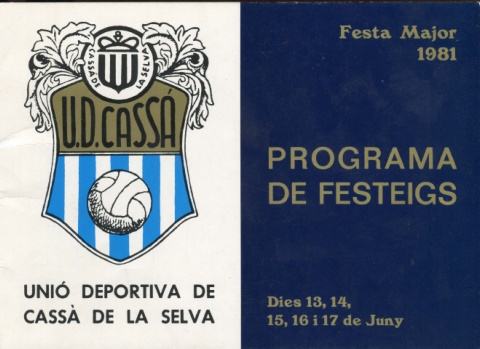 CASSÀ DE
LA SELVA
U.D.CASSÁ
UNIÓ DEPORTIVA DE
CASSÀ DE LA SELVA
Festa Major
1981
PROGRAMA
DE FESTEIGS
Dies 13, 14,
15, 16 i 17 de Juny